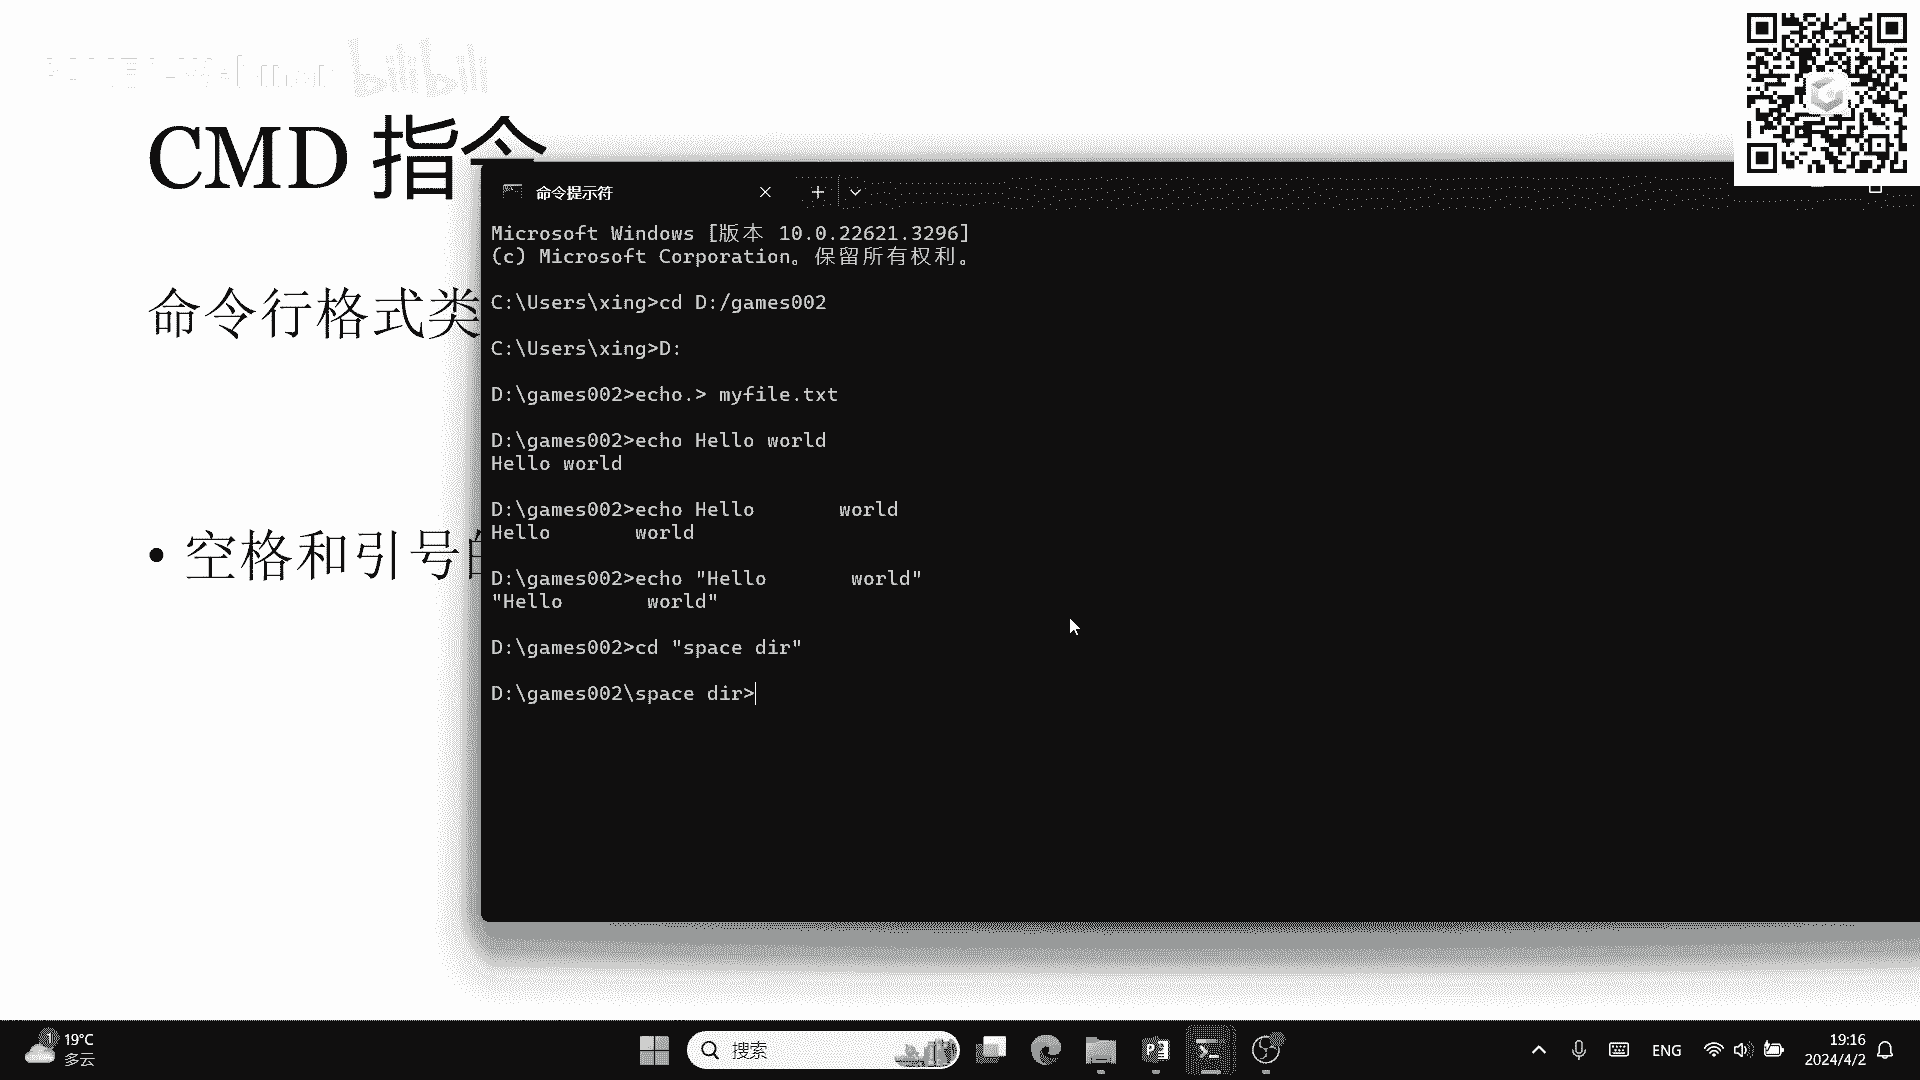 bilibili
CMD 指令
命令行格式类
• 空格和引号的
命令提示符
Microsoft Windows [版本 10.0.22621.3296]
(c) Microsoft Corporation。保留所有权利。
C:\Users\xing>cd D:/games002
C:\Users\xing>D:
D:\games002>echo.> myfile.txt
D:\games002>echo Hello world
Hello world
D:\games002>echo Hello       world
Hello       world
D:\games002>echo "Hello       world"
"Hello       world"
D:\games002>cd "space dir"
D:\games002\space dir>
1
19°C
多云
搜索
ENG
19:16
2024/4/2